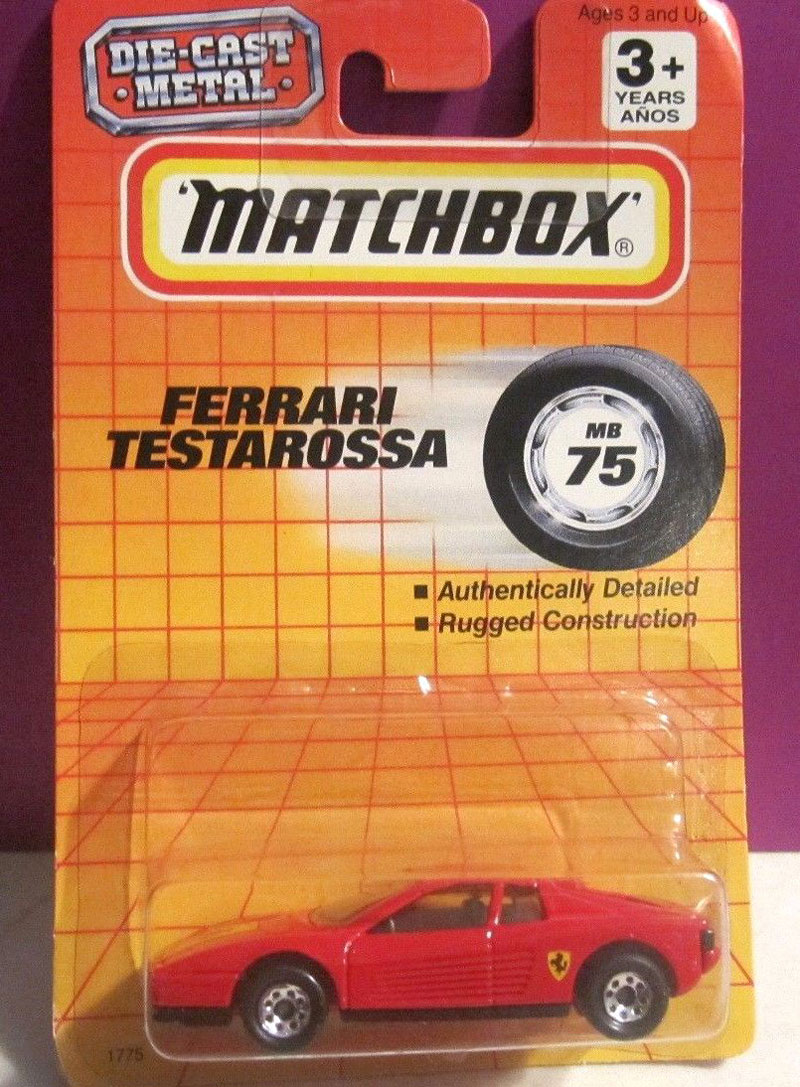 Ages 3 and Up
DIE-CAST
·METAL·
3+
YEARS
AÑOS
'MATCHBOX'®
FERRARI
TESTAROSSA
MB
75
■ Authentically Detailed
■ Rugged Construction
1775